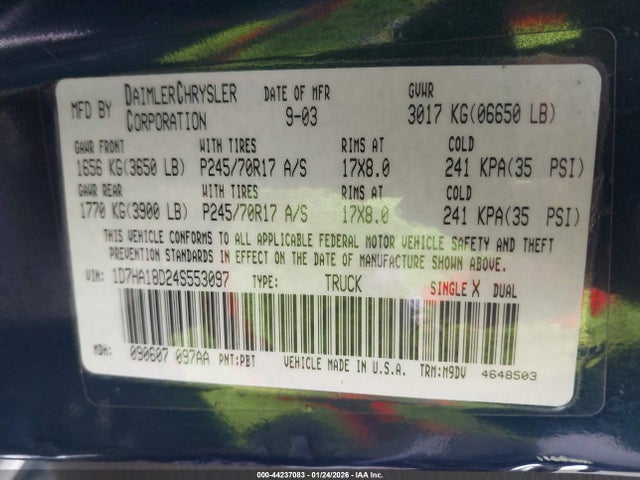 MFD BY DAIMLERCHRYSLER CORPORATION DATE OF MFR 9-03 GVWR 3017 KG(06650 LB)
GAWR FRONT WITH TIRES RIMS AT COLD
1656 KG(3650 LB) P245/70R17 A/S 17X8.0 241 KPA(35 PSI)
GAWR REAR WITH TIRES RIMS AT COLD
1770 KG(3900 LB) P245/70R17 A/S 17X8.0 241 KPA(35 PSI)
THIS VEHICLE CONFORMS TO ALL APPLICABLE FEDERAL MOTOR VEHICLE SAFETY AND THEFT
PREVENTION STANDARDS IN EFFECT ON THE DATE OF MANUFACTURE SHOWN ABOVE.
VIN: 1D7HA18D24S553097 TYPE: TRUCK SINGLE X DUAL
MDH: 090607 097AA PNT:PBT VEHICLE MADE IN U.S.A. TRM:M9DV 4648503
000-44237083 - 01/24/2026 - IAA Inc.